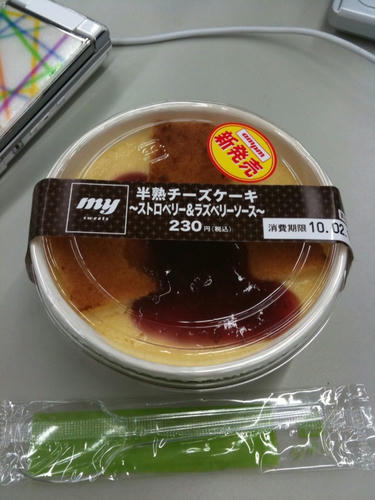 am/pm
新発売
my
sweets
半熟チーズケーキ
~ストロベリー&ラズベリーソース~
230円(税込)
消費期限 10.02